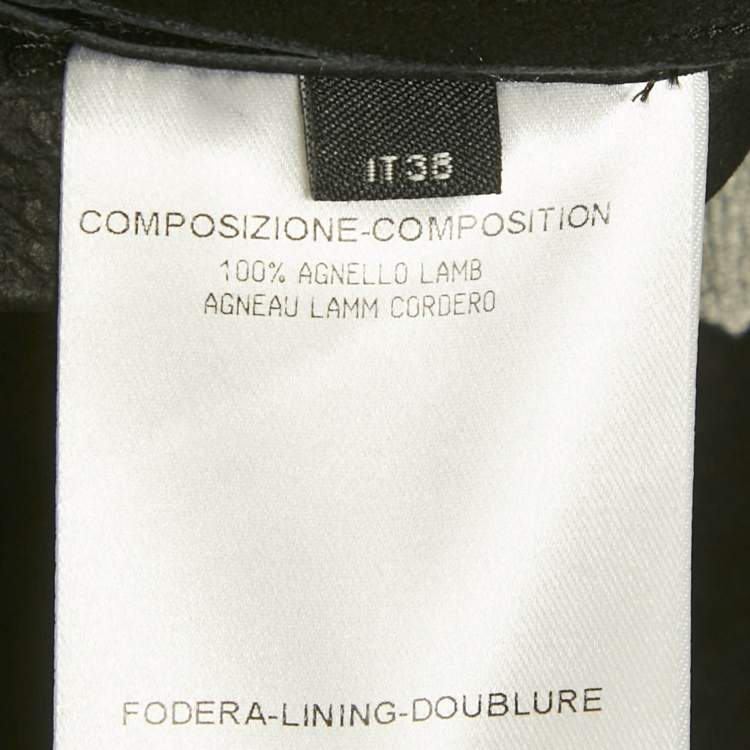 IT38
COMPOSIZIONE-COMPOSITION
100% AGNELLO LAMB
AGNEAU LAMM CORDERO
FODERA-LINING-DOUBLURE